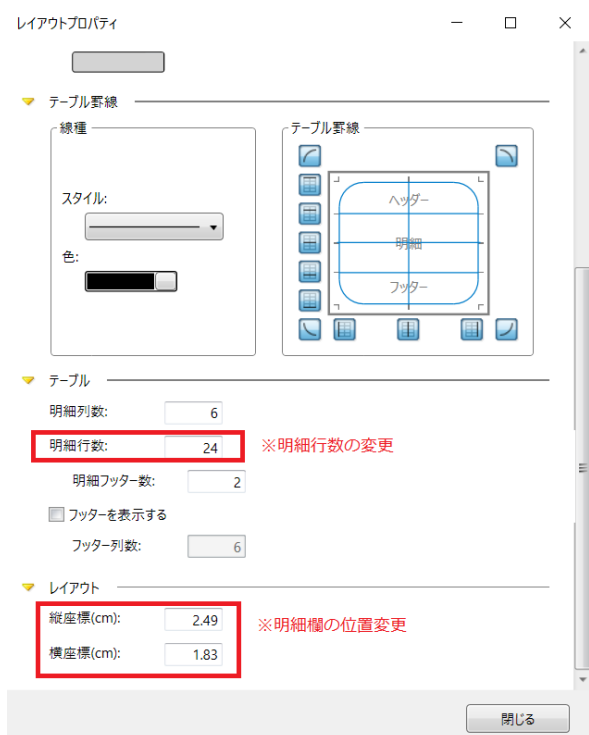 レイアウトプロパティ
テーブル罫線
線種
テーブル罫線
スタイル:
色:
ヘッダー
明細
フッター
テーブル
明細列数: 6
明細行数: 24 ※明細行数の変更
明細フッター数: 2
フッターを表示する
フッター列数: 6
レイアウト
縦座標(cm): 2.49 ※明細欄の位置変更
横座標(cm): 1.83
閉じる